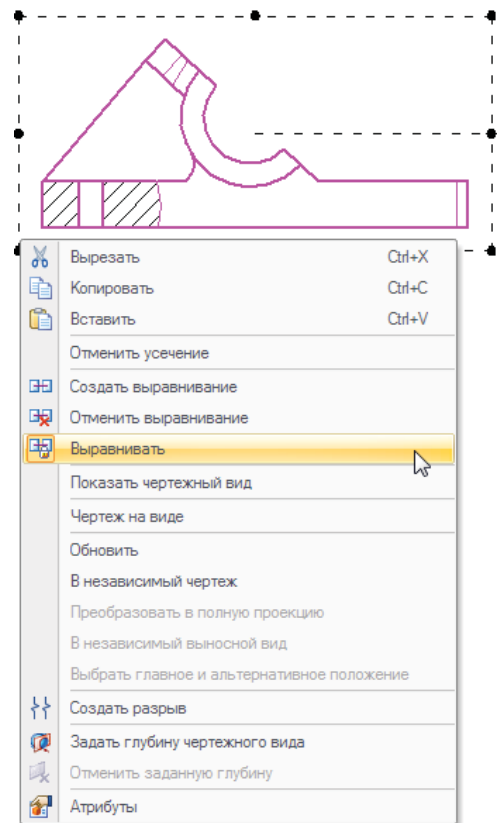 Вырезать Ctrl+X
Копировать Ctrl+C
Вставить Ctrl+V
Отменить усечение
Создать выравнивание
Отменить выравнивание
Выравнивать
Показать чертежный вид
Чертеж на виде
Обновить
В независимый чертеж
Преобразовать в полную проекцию
В независимый выносной вид
Выбрать главное и альтернативное положение
Создать разрыв
Задать глубину чертежного вида
Отменить заданную глубину
Атрибуты